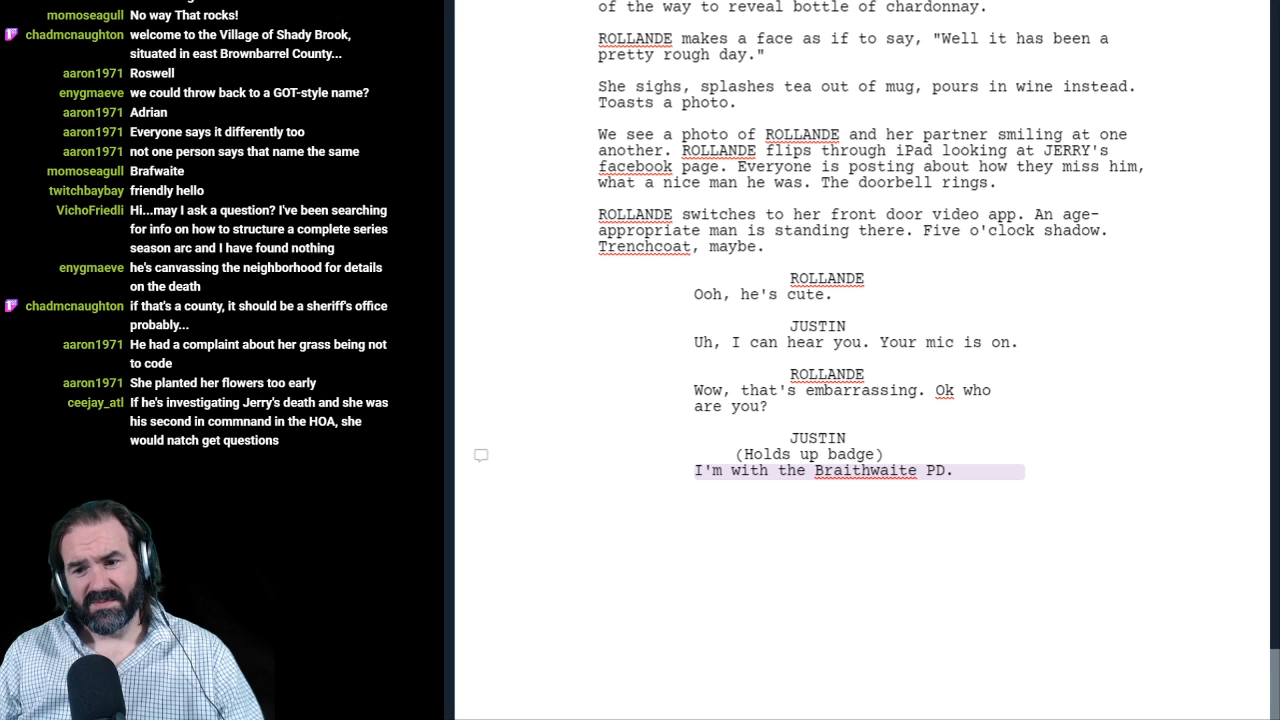 momoseagull No way That rocks!
chadmcnaughton welcome to the Village of Shady Brook,
situated in east Brownbarrel County...
aaron1971 Roswell
enygmaeve we could throw back to a GOT-style name?
aaron1971 Adrian
aaron1971 Everyone says it differently too
aaron1971 not one person says that name the same
momoseagull Brafwaite
twitchbaybay friendly hello
VichoFriedli Hi...may I ask a question? I've been searching
for info on how to structure a complete series
season arc and I have found nothing
enygmaeve he's canvassing the neighborhood for details
on the death
chadmcnaughton if that's a county, it should be a sheriff's office
probably...
aaron1971 He had a complaint about her grass being not
to code
aaron1971 She planted her flowers too early
ceejay_atl If he's investigating Jerry's death and she was
his second in commnand in the HOA, she
would natch get questions
of the way to reveal bottle of chardonnay.
ROLLANDE makes a face as if to say, "Well it has been a
pretty rough day."
She sighs, splashes tea out of mug, pours in wine instead.
Toasts a photo.
We see a photo of ROLLANDE and her partner smiling at one
another. ROLLANDE flips through iPad looking at JERRY's
facebook page. Everyone is posting about how they miss him,
what a nice man he was. The doorbell rings.
ROLLANDE switches to her front door video app. An age-
appropriate man is standing there. Five o'clock shadow.
Trenchcoat, maybe.
ROLLANDE
Ooh, he's cute.
JUSTIN
Uh, I can hear you. Your mic is on.
ROLLANDE
Wow, that's embarrassing. Ok who
are you?
JUSTIN
(Holds up badge)
I'm with the Braithwaite PD.